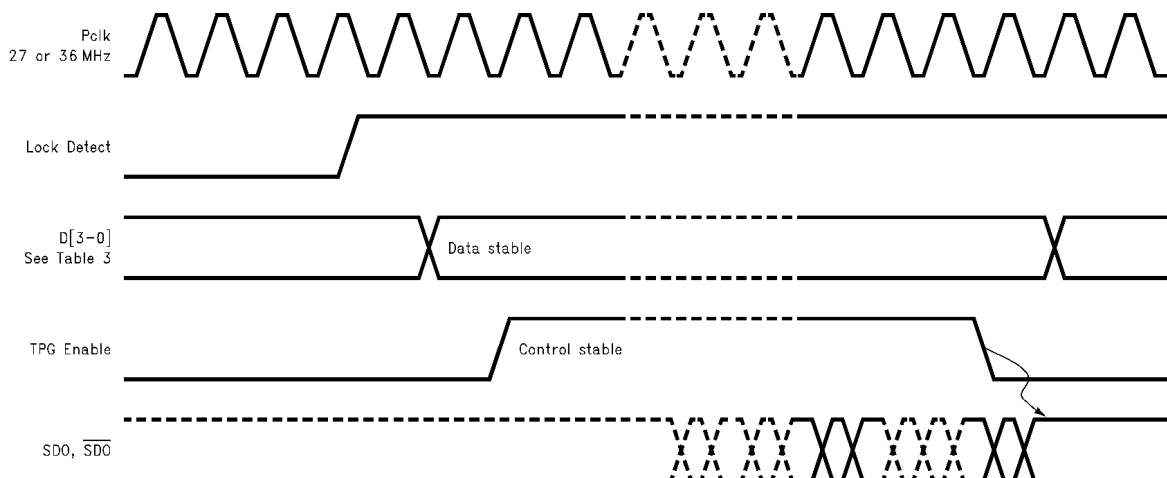 Pclk
27 or 36 MHz
Lock Detect
D[3-0]
See Table 3
Data stable
TPG Enable
Control stable
SDO, SDO